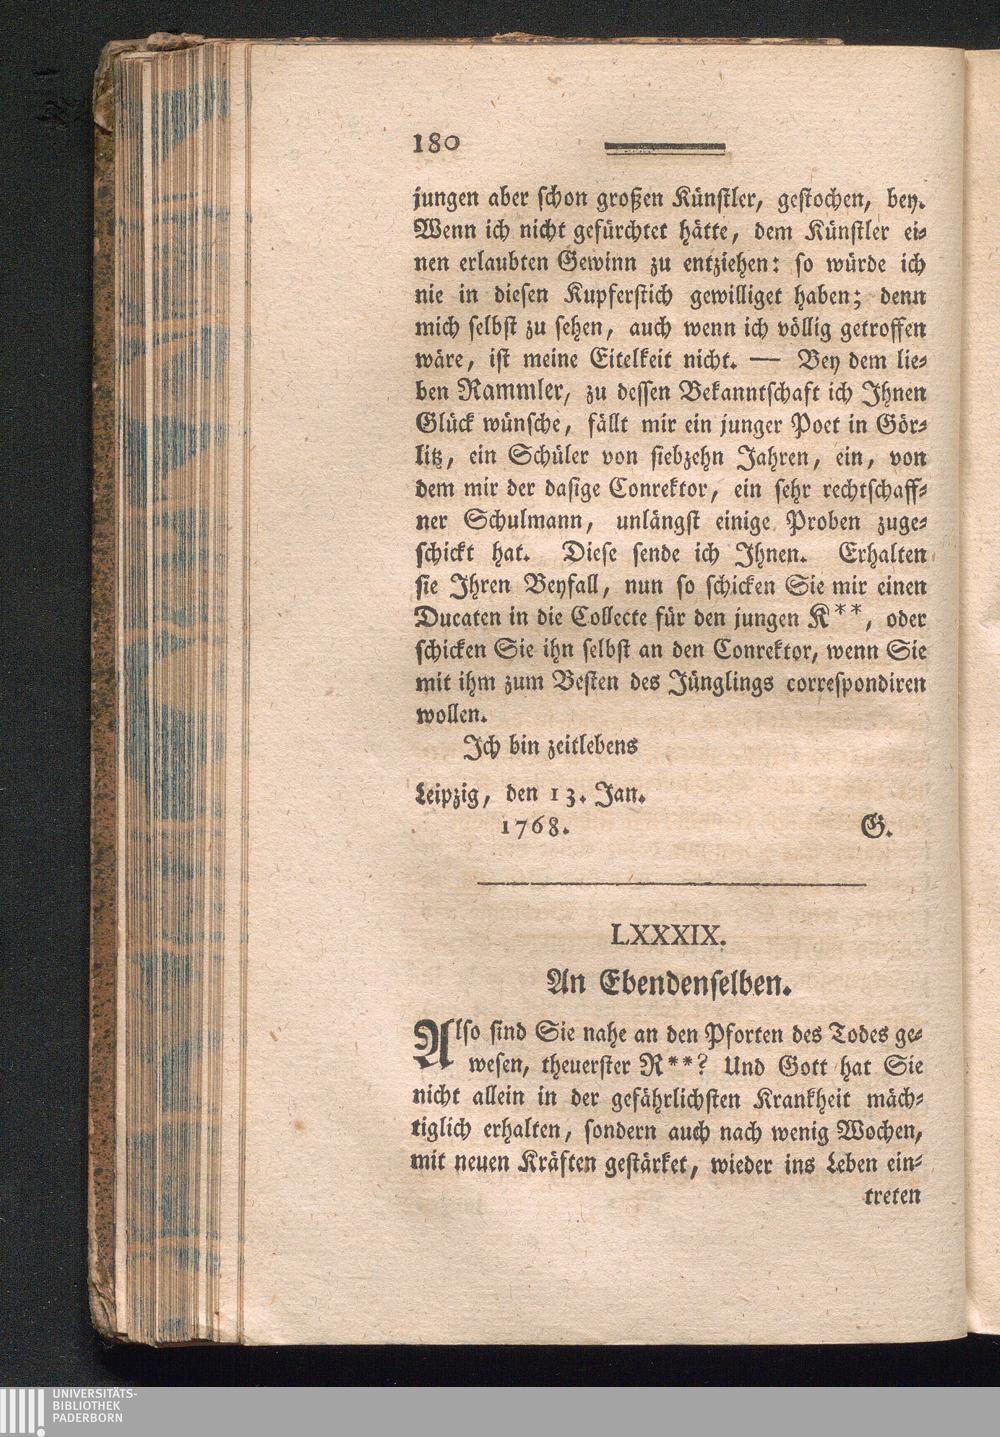 180
jungen aber ſchon großen Künſtler, geſtochen, bey.
Wenn ich nicht gefürchtet hätte, dem Künſtler ei⸗
nen erlaubten Gewinn zu entziehen: ſo würde ich
nie in dieſen Kupferſtich gewilliget haben; denn
mich ſelbſt zu ſehen, auch wenn ich völlig getroffen
wäre, iſt meine Eitelkeit nicht. — Bey dem lie⸗
ben Rammler, zu deſſen Bekanntſchaft ich Ihnen
Glück wünſche, fällt mir ein junger Poet in Gör⸗
litz, ein Schüler von ſiebzehn Jahren, ein, von
dem mir der daſige Conrektor, ein ſehr rechtſchaff⸗
ner Schulmann, unlängſt einige Proben zuge⸗
ſchickt hat. Dieſe ſende ich Ihnen. Erhalten
ſie Ihren Beyfall, nun ſo ſchicken Sie mir einen
Ducaten in die Collecte für den jungen K**, oder
ſchicken Sie ihn ſelbſt an den Conrektor, wenn Sie
mit ihm zum Beſten des Jünglings correſpondiren
wollen.
Ich bin zeitlebens
Leipzig, den 13. Jan.
1768. G.
LXXXIX.
An Ebendenſelben.
Alſo ſind Sie nahe an den Pforten des Todes ge⸗
weſen, theuerſter R**? Und Gott hat Sie
nicht allein in der gefährlichſten Krankheit mäch⸗
tiglich erhalten, ſondern auch nach wenig Wochen,
mit neuen Kräften geſtärket, wieder ins Leben ein⸗
treten
UNIVERSITÄTS-
BIBLIOTHEK
PADERBORN